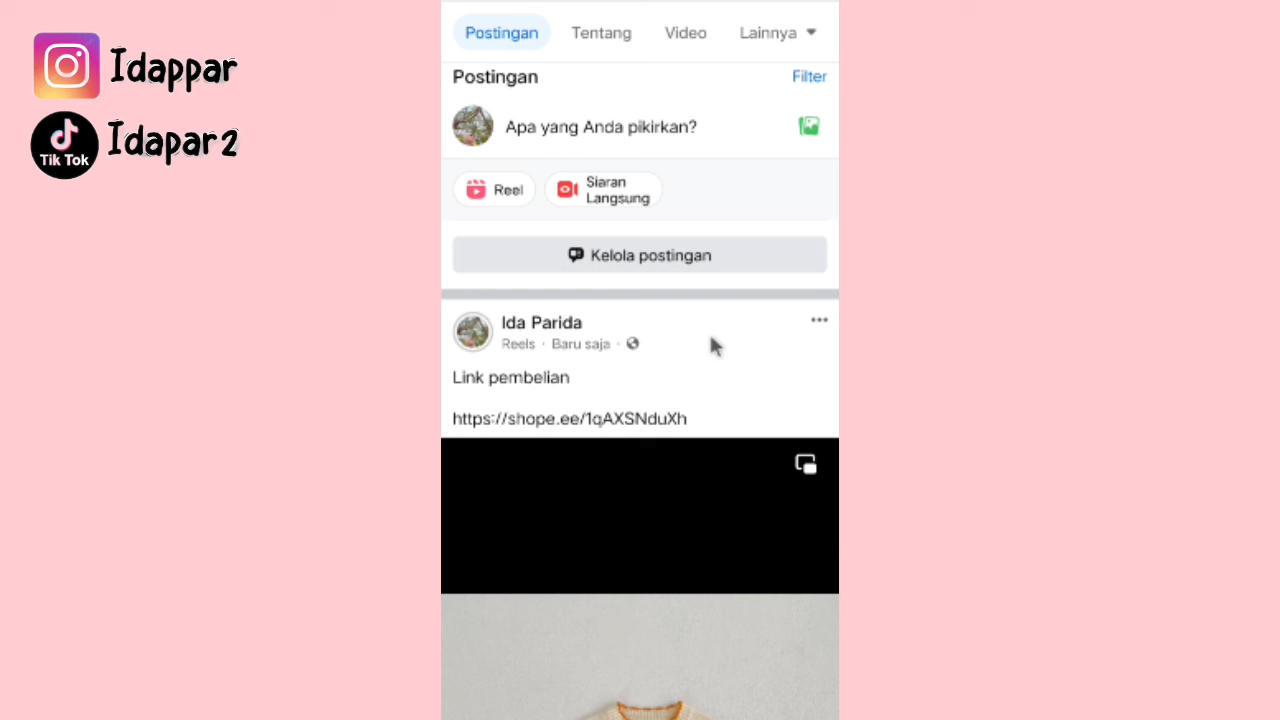 Idappar
Tik Tok
Idapar2
Postingan
Tentang
Video
Lainnya
Postingan
Filter
Apa yang Anda pikirkan?
Reel
Siaran
Langsung
Kelola postingan
Ida Parida
Reels · Baru saja ·
Link pembelian
https://shope.ee/1qAXSNduXh